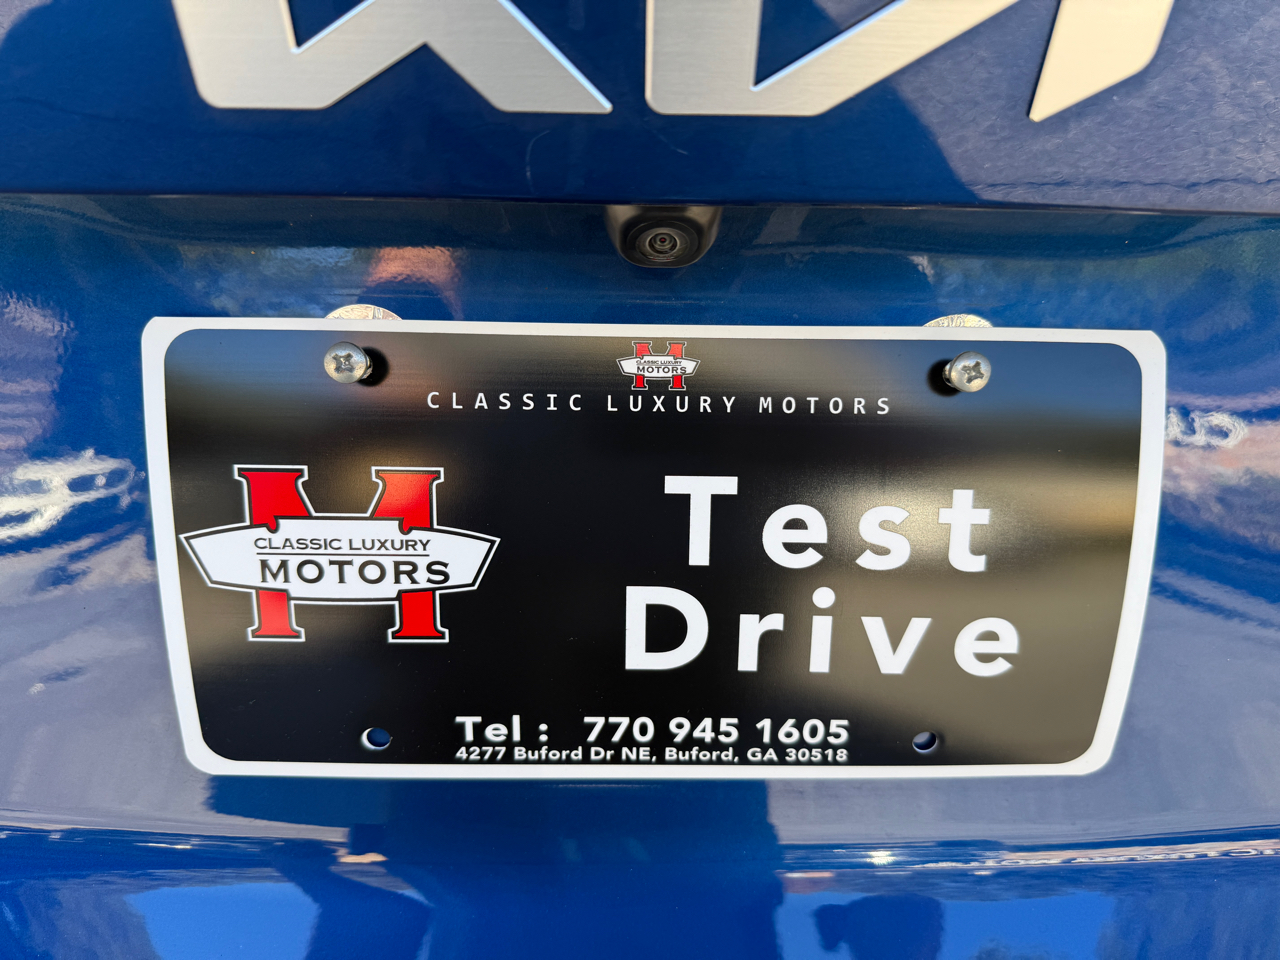 KIA
CLASSIC LUXURY
MOTORS
CLASSIC LUXURY MOTORS
H
CLASSIC LUXURY
MOTORS
Test
Drive
Tel : 770 945 1605
4277 Buford Dr NE, Buford, GA 30518